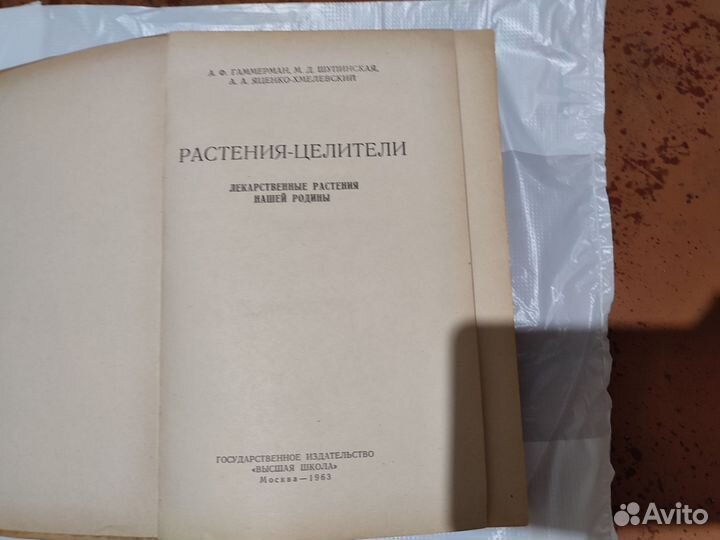 А. Ф. ГАММЕРМАН, М. Д. ШУПИНСКАЯ,
А. А. ЯЦЕНКО-ХМЕЛЕВСКИЙ
РАСТЕНИЯ-ЦЕЛИТЕЛИ
ЛЕКАРСТВЕННЫЕ РАСТЕНИЯ
НАШЕЙ РОДИНЫ
ГОСУДАРСТВЕННОЕ ИЗДАТЕЛЬСТВО
«ВЫСШАЯ ШКОЛА»
Москва—1963
Avito